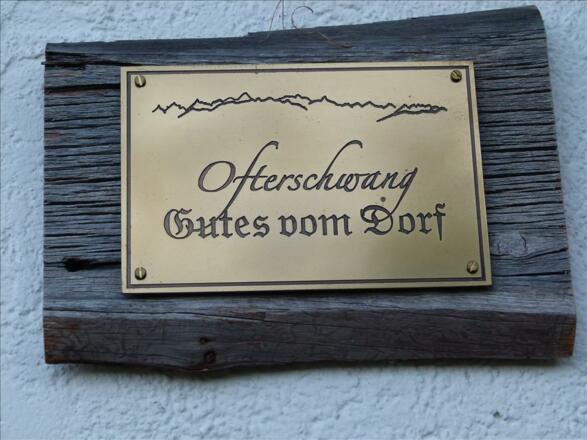 Ofterschwang
Gutes vom Dorf